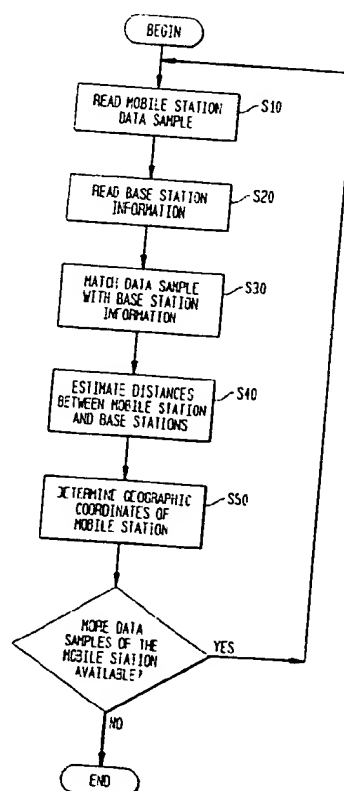 BEGIN
READ MOBILE STATION
DATA SAMPLE
S10
READ BASE STATION
INFORMATION
S20
MATCH DATA SAMPLE
WITH BASE STATION
INFORMATION
S30
ESTIMATE DISTANCES
BETWEEN MOBILE STATION
AND BASE STATIONS
S40
DETERMINE GEOGRAPHIC
COORDINATES OF
MOBILE STATION
S50
MORE DATA
SAMPLES OF THE
MOBILE STATION
AVAILABLE?
YES
NO
END